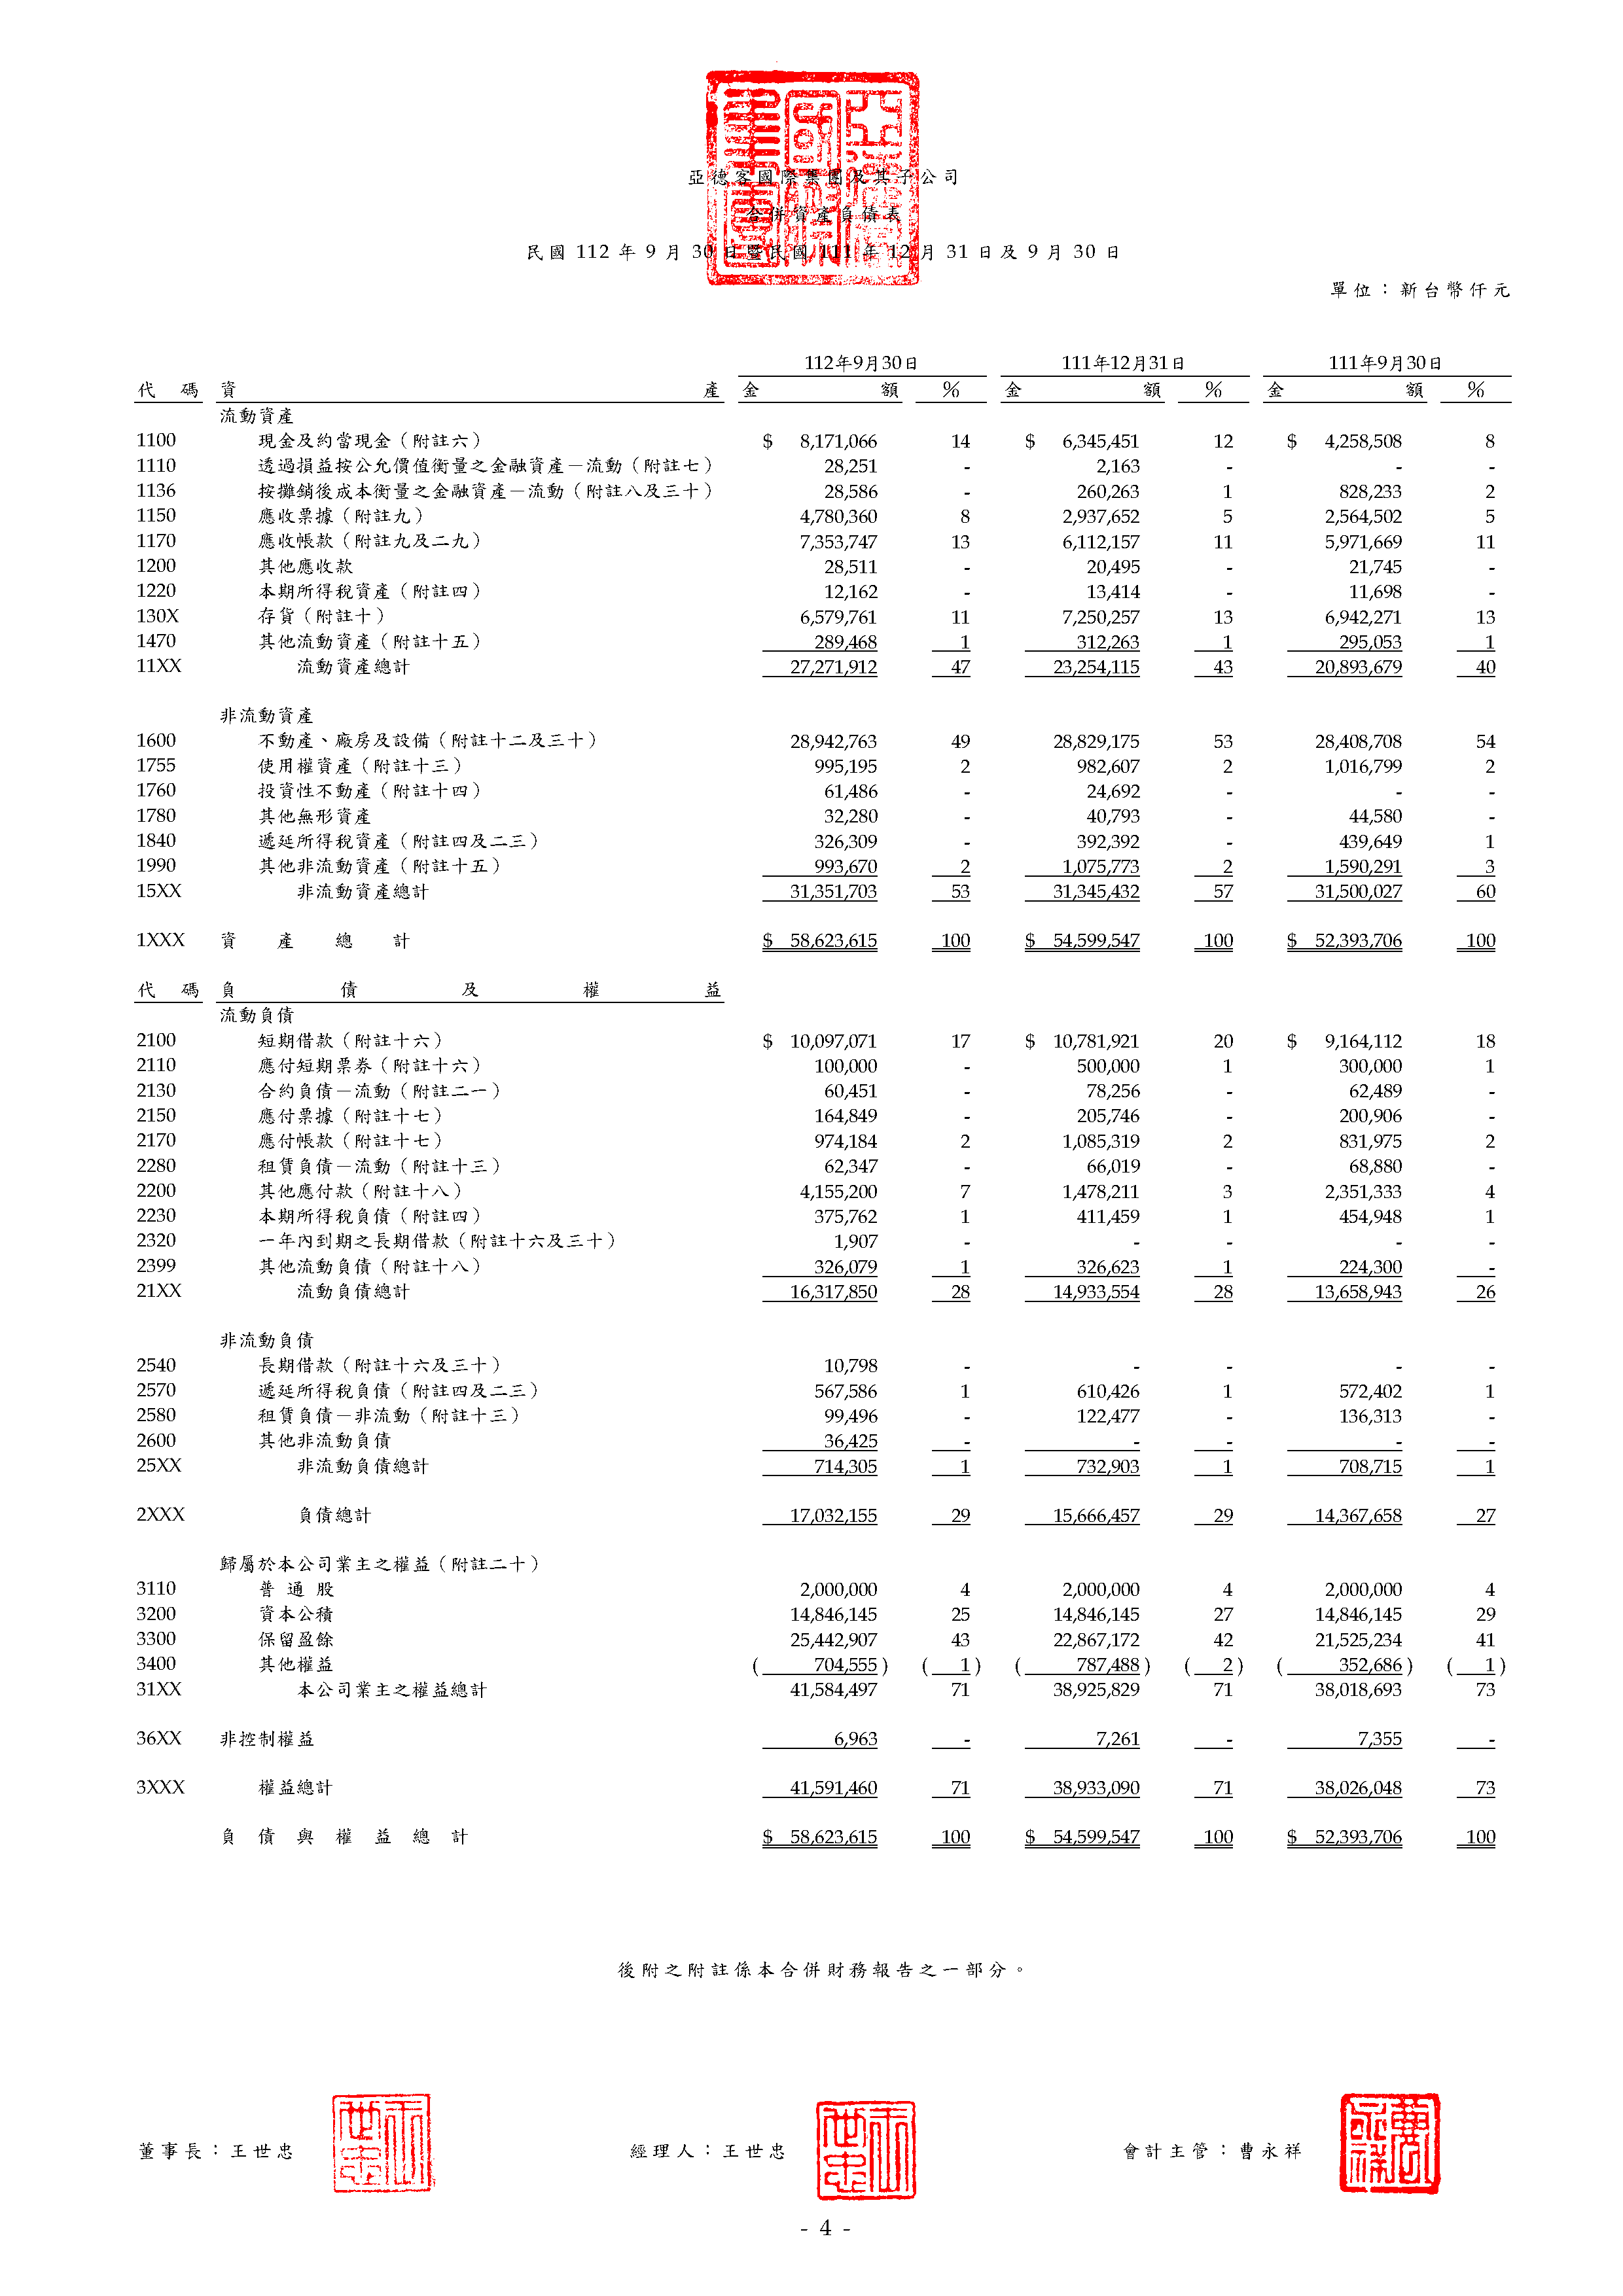 亞德客國際集團及其子公司
合併資產負債表
民國 112 年 9 月 30 日暨民國 111 年 12 月 31 日及 9 月 30 日
單位：新台幣仟元
112年9月30日 111年12月31日 111年9月30日
代 碼 資 產 金 額 % 金 額 % 金 額 %
流動資產
1100 現金及約當現金（附註六） $ 8,171,066 14 $ 6,345,451 12 $ 4,258,508 8
1110 透過損益按公允價值衡量之金融資產－流動（附註七） 28,251 - 2,163 - - -
1136 按攤銷後成本衡量之金融資產－流動（附註八及三十） 28,586 - 260,263 1 828,233 2
1150 應收票據（附註九） 4,780,360 8 2,937,652 5 2,564,502 5
1170 應收帳款（附註九及二九） 7,353,747 13 6,112,157 11 5,971,669 11
1200 其他應收款 28,511 - 20,495 - 21,745 -
1220 本期所得稅資產（附註四） 12,162 - 13,414 - 11,698 -
130X 存貨（附註十） 6,579,761 11 7,250,257 13 6,942,271 13
1470 其他流動資產（附註十五） 289,468 1 312,263 1 295,053 1
11XX 流動資產總計 27,271,912 47 23,254,115 43 20,893,679 40
非流動資產
1600 不動產、廠房及設備（附註十二及三十） 28,942,763 49 28,829,175 53 28,408,708 54
1755 使用權資產（附註十三） 995,195 2 982,607 2 1,016,799 2
1760 投資性不動產（附註十四） 61,486 - 24,692 - - -
1780 其他無形資產 32,280 - 40,793 - 44,580 -
1840 遞延所得稅資產（附註四及二三） 326,309 - 392,392 - 439,649 1
1990 其他非流動資產（附註十五） 993,670 2 1,075,773 2 1,590,291 3
15XX 非流動資產總計 31,351,703 53 31,345,432 57 31,500,027 60
1XXX 資 產 總 計 $ 58,623,615 100 $ 54,599,547 100 $ 52,393,706 100
代 碼 負 債 及 權 益
流動負債
2100 短期借款（附註十六） $ 10,097,071 17 $ 10,781,921 20 $ 9,164,112 18
2110 應付短期票券（附註十六） 100,000 - 500,000 1 300,000 1
2130 合約負債－流動（附註二一） 60,451 - 78,256 - 62,489 -
2150 應付票據（附註十七） 164,849 - 205,746 - 200,906 -
2170 應付帳款（附註十七） 974,184 2 1,085,319 2 831,975 2
2280 租賃負債－流動（附註十三） 62,347 - 66,019 - 68,880 -
2200 其他應付款（附註十八） 4,155,200 7 1,478,211 3 2,351,333 4
2230 本期所得稅負債（附註四） 375,762 1 411,459 1 454,948 1
2320 一年內到期之長期借款（附註十六及三十） 1,907 - - - - -
2399 其他流動負債（附註十八） 326,079 1 326,623 1 224,300 -
21XX 流動負債總計 16,317,850 28 14,933,554 28 13,658,943 26
非流動負債
2540 長期借款（附註十六及三十） 10,798 - - - - -
2570 遞延所得稅負債（附註四及二三） 567,586 1 610,426 1 572,402 1
2580 租賃負債－非流動（附註十三） 99,496 - 122,477 - 136,313 -
2600 其他非流動負債 36,425 - - - - -
25XX 非流動負債總計 714,305 1 732,903 1 708,715 1
2XXX 負債總計 17,032,155 29 15,666,457 29 14,367,658 27
歸屬於本公司業主之權益（附註二十）
3110 普 通 股 2,000,000 4 2,000,000 4 2,000,000 4
3200 資本公積 14,846,145 25 14,846,145 27 14,846,145 29
3300 保留盈餘 25,442,907 43 22,867,172 42 21,525,234 41
3400 其他權益 ( 704,555 ) ( 1 ) ( 787,488 ) ( 2 ) ( 352,686 ) ( 1 )
31XX 本公司業主之權益總計 41,584,497 71 38,925,829 71 38,018,693 73
36XX 非控制權益 6,963 - 7,261 - 7,355 -
3XXX 權益總計 41,591,460 71 38,933,090 71 38,026,048 73
負 債 與 權 益 總 計 $ 58,623,615 100 $ 54,599,547 100 $ 52,393,706 100
後附之附註係本合併財務報告之一部分。
董事長：王世忠 經理人：王世忠 會計主管：曹永祥
- 4 -